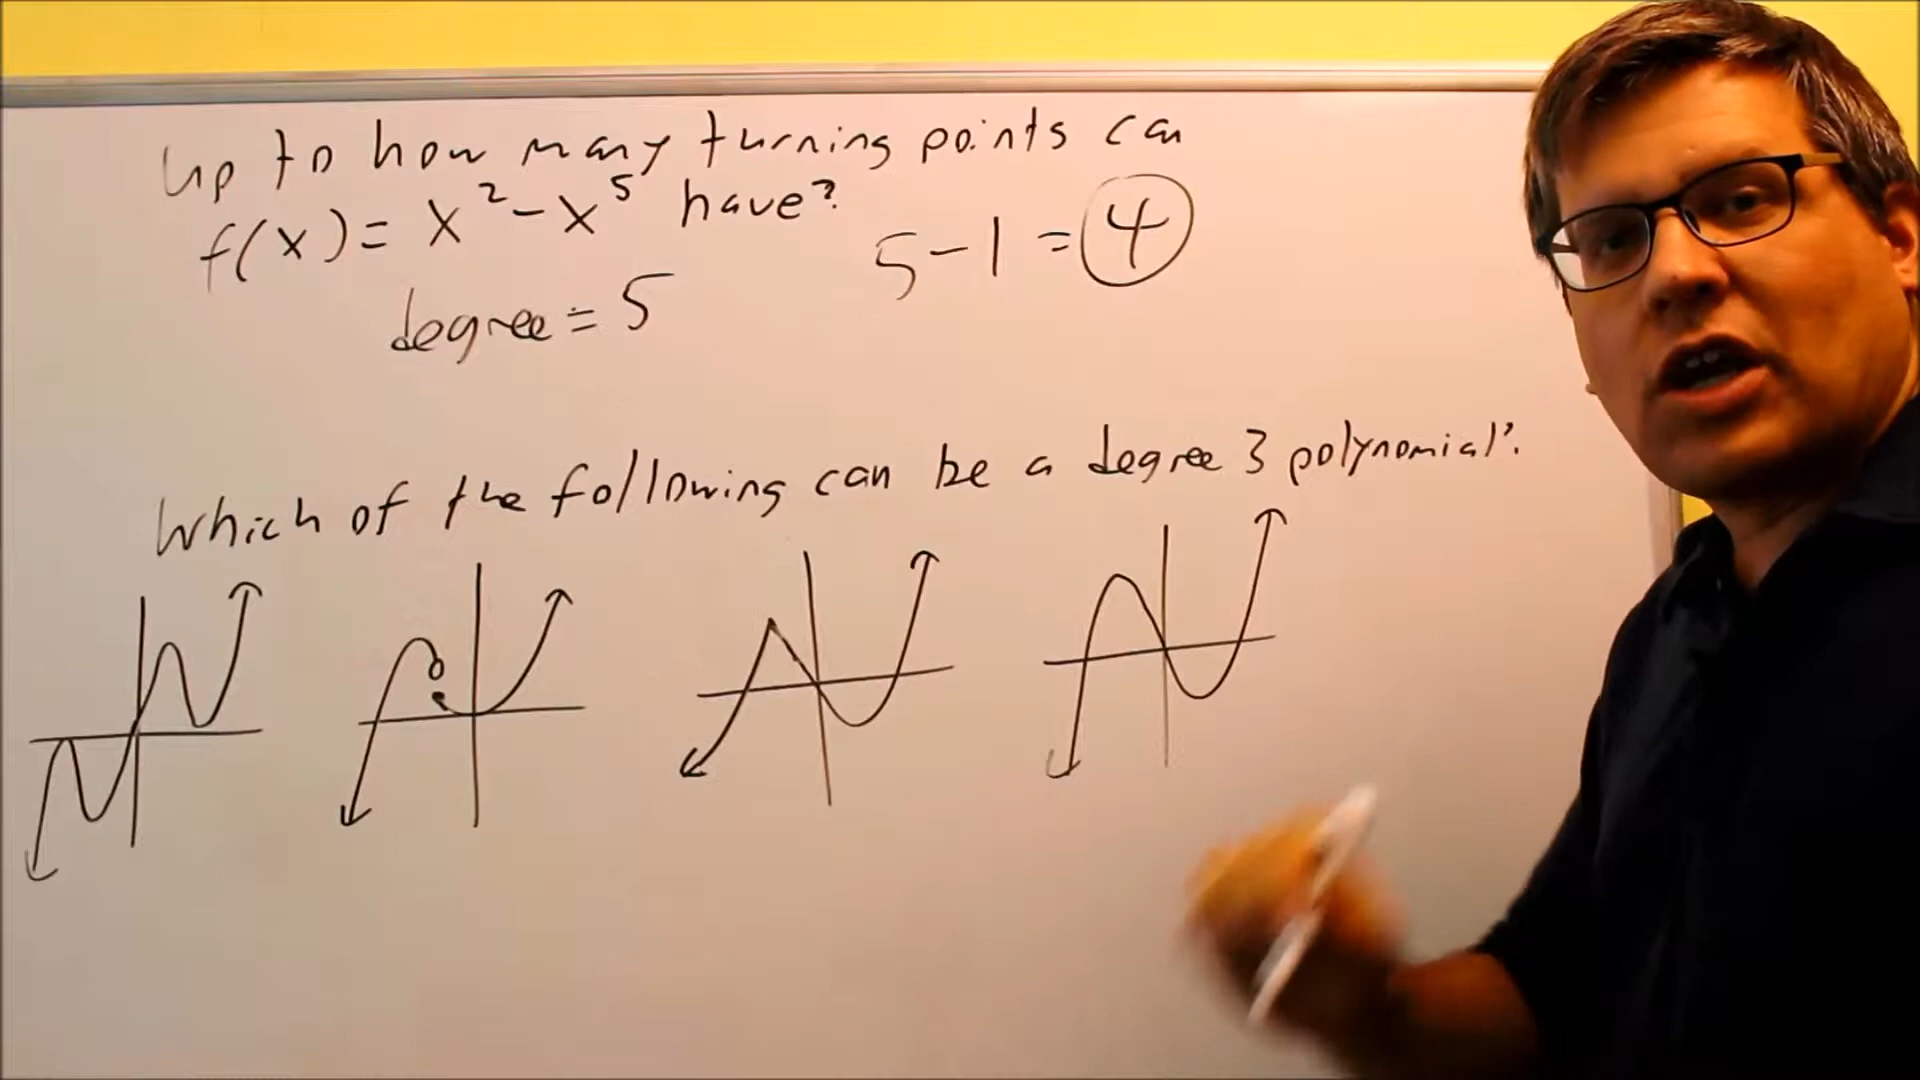 Up to how many turning points can
f(x) = x² - x⁵ have?
5 - 1 = 4
degree = 5
Which of the following can be a degree 3 polynomial?